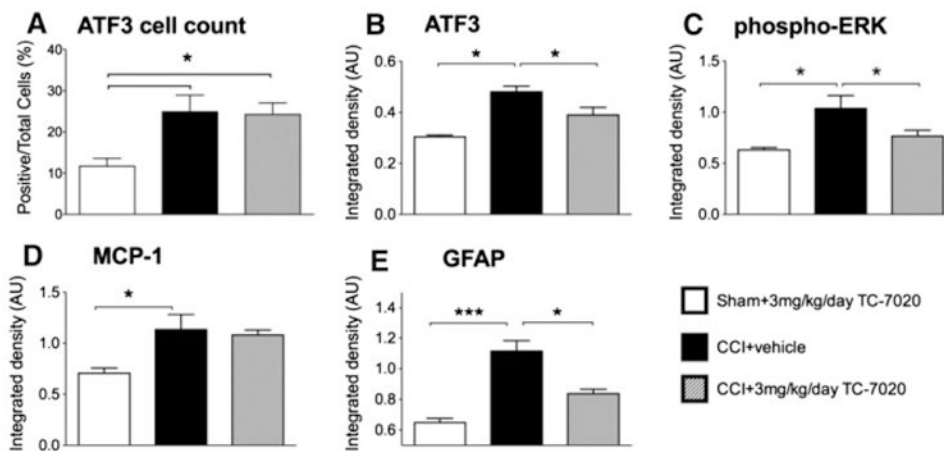 A ATF3 cell count
Positive/Total Cells (%)
40
30
20
10
0
*
B ATF3
Integrated density (AU)
0.6
0.4
0.2
0.0
* *
C phospho-ERK
Integrated density (AU)
1.5
1.0
0.5
0.0
* *
D MCP-1
Integrated density (AU)
1.5
1.0
0.5
0.0
*
E GFAP
Integrated density (AU)
1.4
1.2
1.0
0.8
0.6
*** *
Sham+3mg/kg/day TC-7020
CCI+vehicle
CCI+3mg/kg/day TC-7020